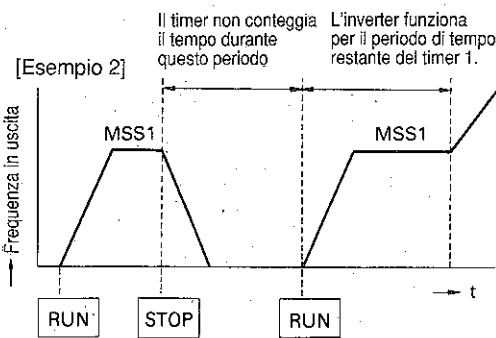 Il timer non conteggia
il tempo durante
questo periodo
L'inverter funziona
per il periodo di tempo
restante del timer 1.
[Esempio 2]
Frequenza in uscita
MSS1
MSS1
t
RUN
STOP
RUN